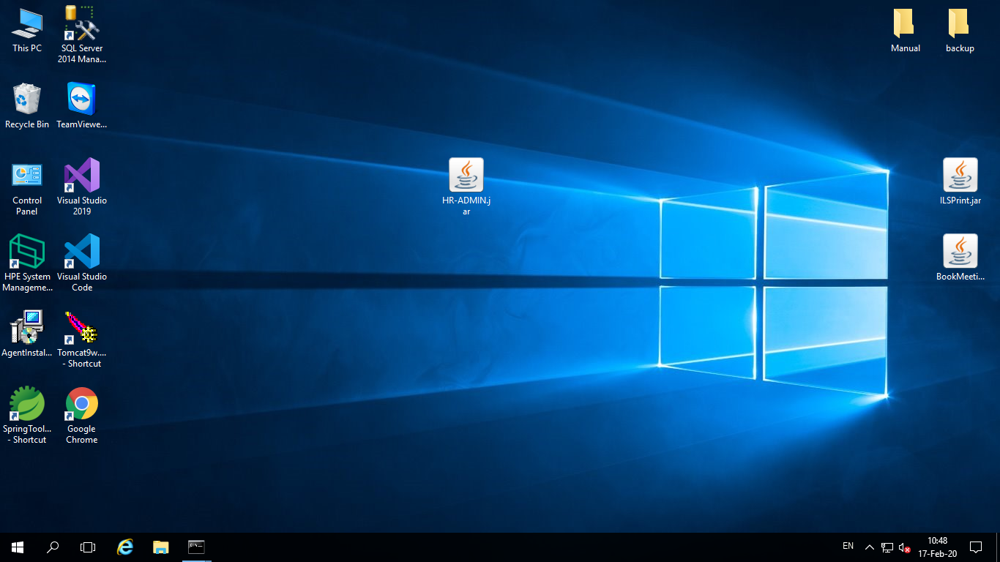 This PC
SQL Server
2014 Mana...
Recycle Bin
TeamViewe...
Control
Panel
Visual Studio
2019
HPE System
Manageme...
Visual Studio
Code
AgentInstal...
Tomcat9w....
- Shortcut
SpringTool...
- Shortcut
Google
Chrome
HR-ADMIN.j
ar
Manual
backup
ILSPrint.jar
BookMeeti...
EN
10:48
17-Feb-20